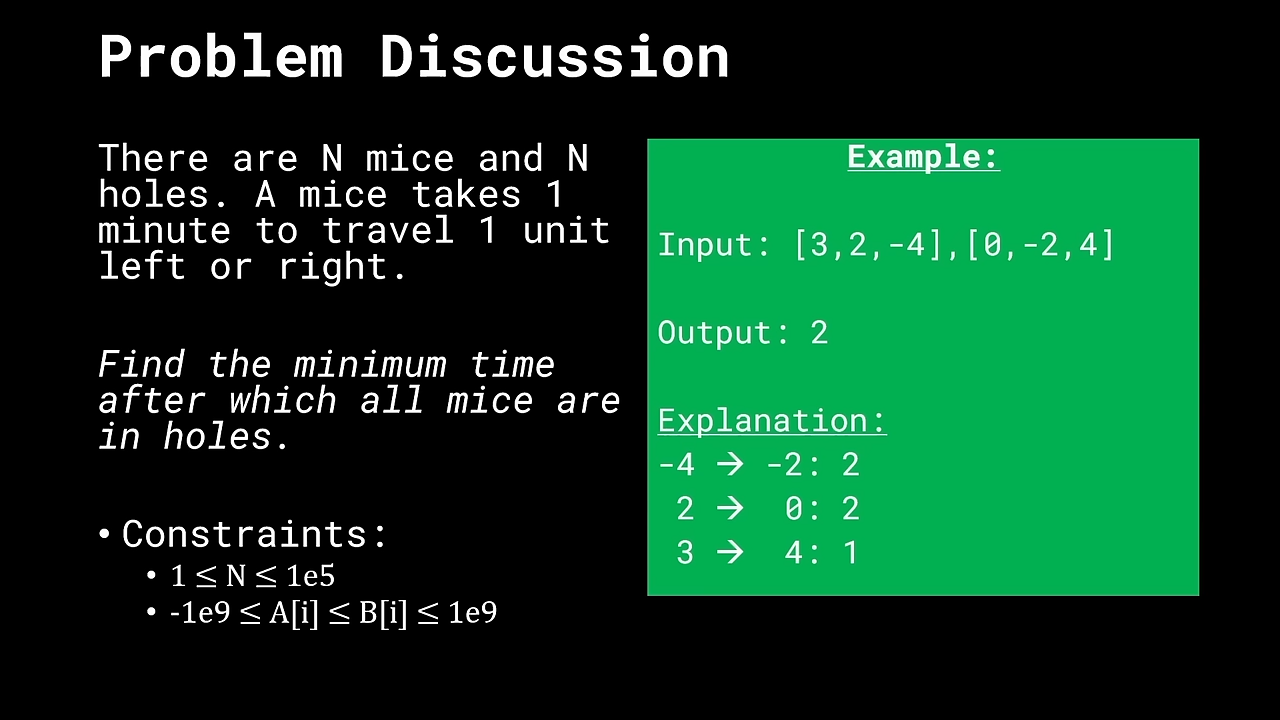 Problem Discussion
There are N mice and N
holes. A mice takes 1
minute to travel 1 unit
left or right.
Find the minimum time
after which all mice are
in holes.
• Constraints:
• 1 ≤ N ≤ 1e5
• -1e9 ≤ A[i] ≤ B[i] ≤ 1e9
Example:
Input: [3,2,-4],[0,-2,4]
Output: 2
Explanation:
-4 → -2: 2
2 → 0: 2
3 → 4: 1